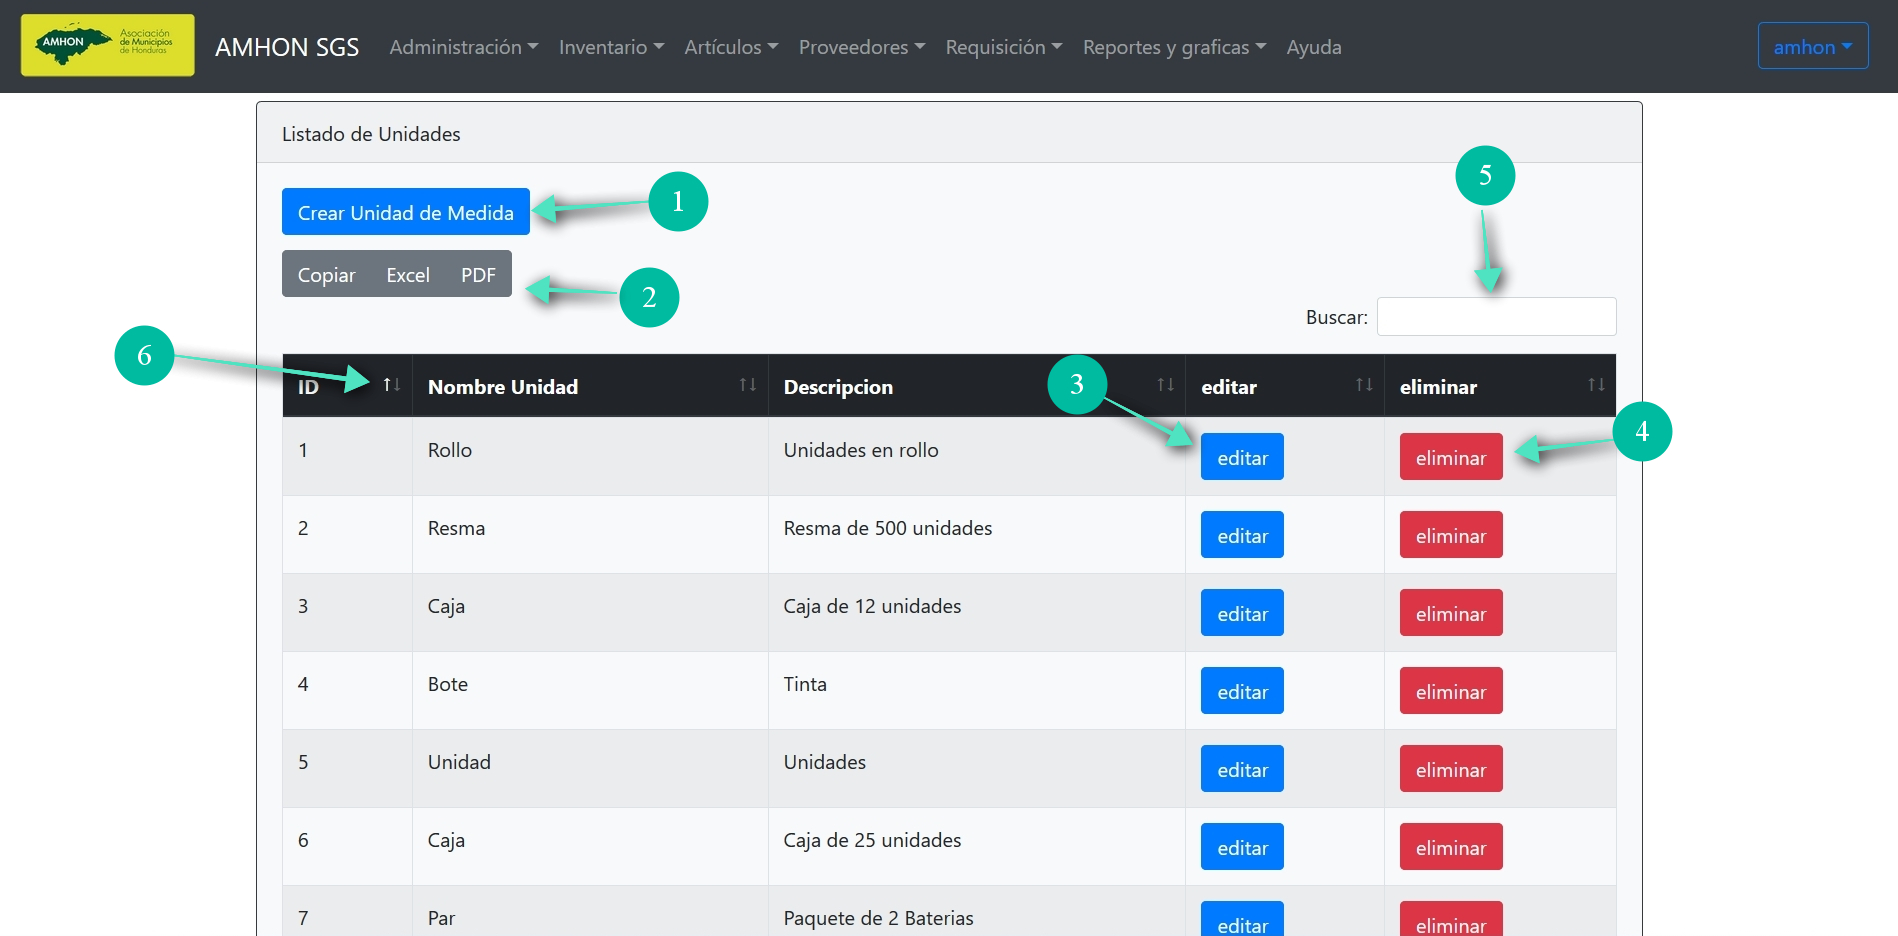 AMHON
Asociación
de Municipios
de Honduras
AMHON SGS Administración Inventario Artículos Proveedores Requisición Reportes y graficas Ayuda amhon
Listado de Unidades
5
Crear Unidad de Medida 1
Copiar Excel PDF 2
Buscar:
6
ID Nombre Unidad Descripcion 3 editar eliminar
4
1 Rollo Unidades en rollo editar eliminar
2 Resma Resma de 500 unidades editar eliminar
3 Caja Caja de 12 unidades editar eliminar
4 Bote Tinta editar eliminar
5 Unidad Unidades editar eliminar
6 Caja Caja de 25 unidades editar eliminar
7 Par Paquete de 2 Baterias editar eliminar